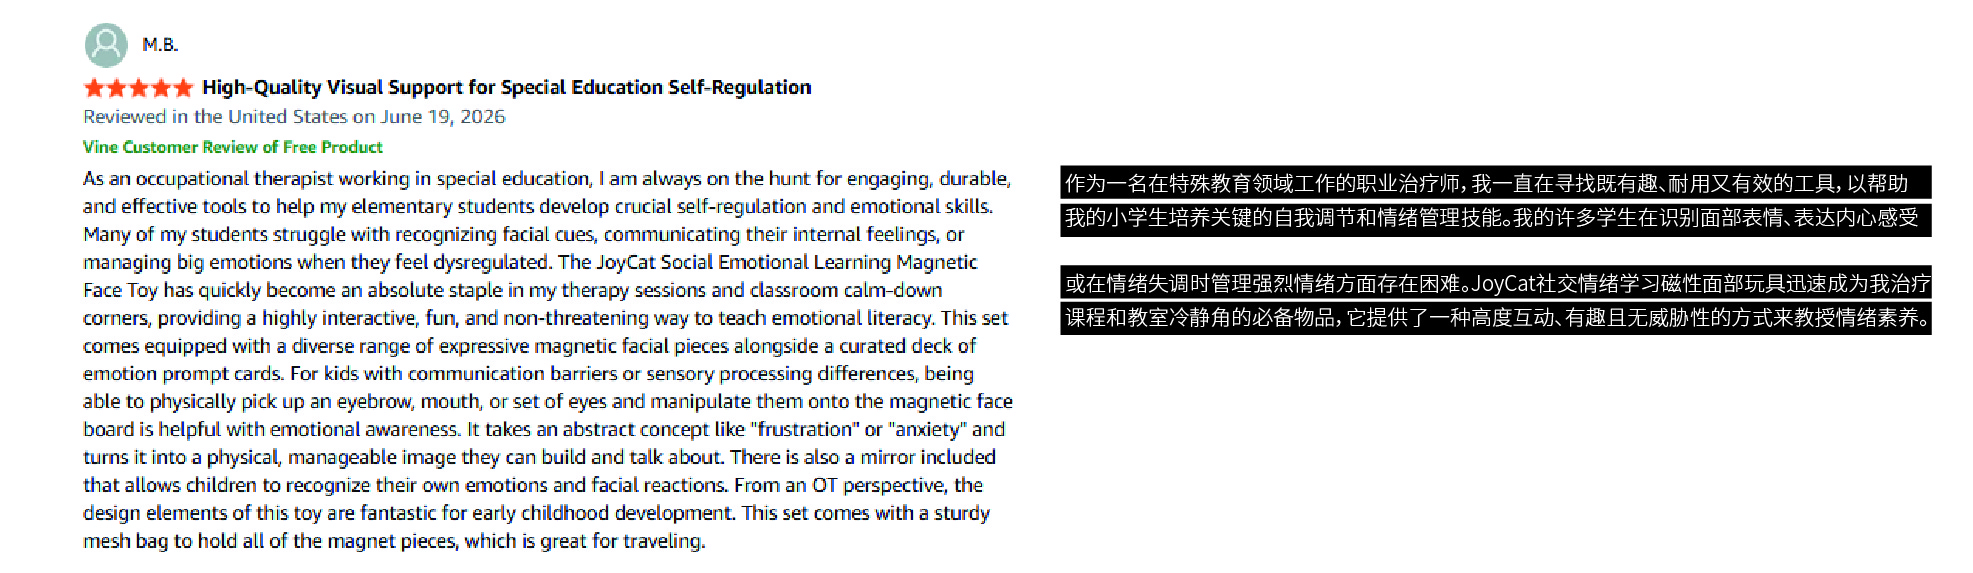 M.B.
High-Quality Visual Support for Special Education Self-Regulation
Reviewed in the United States on June 19, 2026
Vine Customer Review of Free Product
As an occupational therapist working in special education, I am always on the hunt for engaging, durable,
and effective tools to help my elementary students develop crucial self-regulation and emotional skills.
Many of my students struggle with recognizing facial cues, communicating their internal feelings, or
managing big emotions when they feel dysregulated. The JoyCat Social Emotional Learning Magnetic
Face Toy has quickly become an absolute staple in my therapy sessions and classroom calm-down
corners, providing a highly interactive, fun, and non-threatening way to teach emotional literacy. This set
comes equipped with a diverse range of expressive magnetic facial pieces alongside a curated deck of
emotion prompt cards. For kids with communication barriers or sensory processing differences, being
able to physically pick up an eyebrow, mouth, or set of eyes and manipulate them onto the magnetic face
board is helpful with emotional awareness. It takes an abstract concept like "frustration" or "anxiety" and
turns it into a physical, manageable image they can build and talk about. There is also a mirror included
that allows children to recognize their own emotions and facial reactions. From an OT perspective, the
design elements of this toy are fantastic for early childhood development. This set comes with a sturdy
mesh bag to hold all of the magnet pieces, which is great for traveling.
作为一名在特殊教育领域工作的职业治疗师，我一直在寻找既有趣、耐用又有效的工具，以帮助
我的小学生培养关键的自我调节和情绪管理技能。我的许多学生在识别面部表情、表达内心感受
或在情绪失调时管理强烈情绪方面存在困难。JoyCat社交情绪学习磁性面部玩具迅速成为我治疗
课程和教室冷静角的必备物品，它提供了一种高度互动、有趣且无威胁性的方式来教授情绪素养。